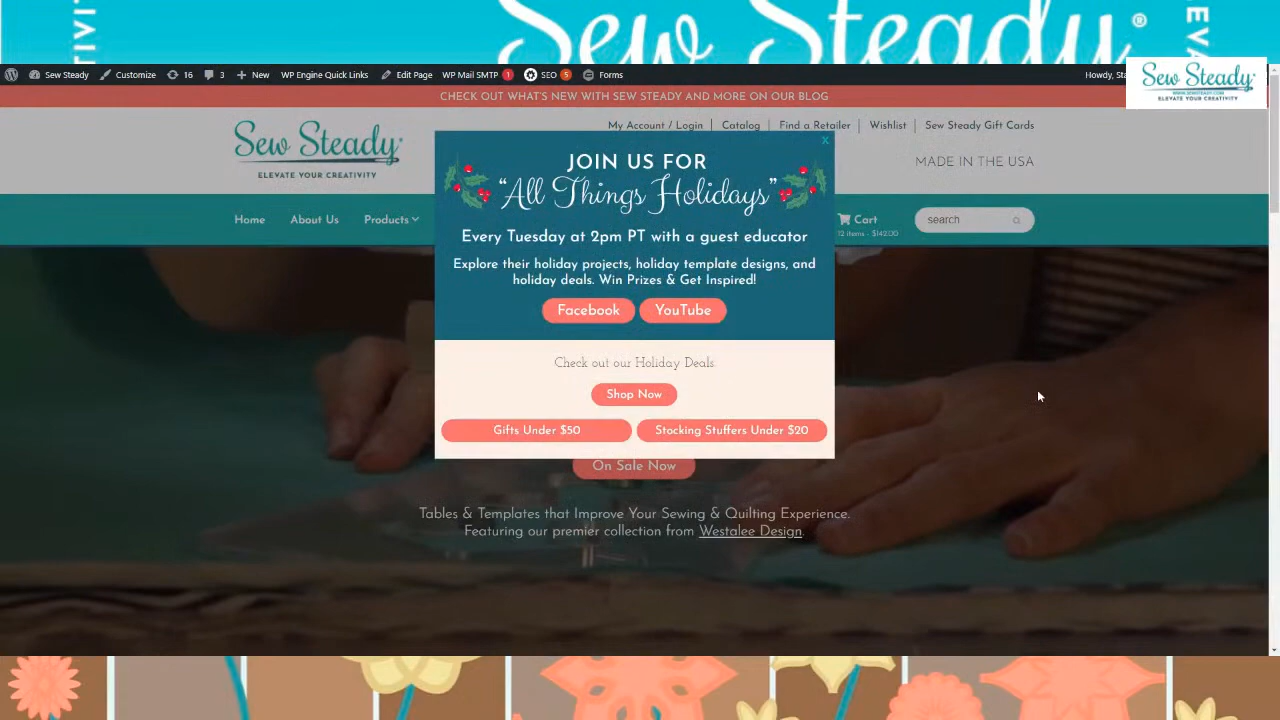 Sew Steady®
Sew Steady Customize 16 3 New WP Engine Quick Links Edit Page WP Mail SMTP 1 SEO 5 Forms
Howdy, Sta
Sew Steady
WWW.SEWSTEADY.COM
ELEVATE YOUR CREATIVITY
CHECK OUT WHAT'S NEW WITH SEW STEADY AND MORE ON OUR BLOG
Sew Steady®
ELEVATE YOUR CREATIVITY
My Account / Login | Catalog | Find a Retailer | Wishlist | Sew Steady Gift Cards
MADE IN THE USA
Home About Us Products
Cart
12 items - $142.00
search
X
JOIN US FOR
“All Things Holidays”
Every Tuesday at 2pm PT with a guest educator
Explore their holiday projects, holiday template designs, and
holiday deals. Win Prizes & Get Inspired!
Facebook YouTube
Check out our Holiday Deals
Shop Now
Gifts Under $50 Stocking Stuffers Under $20
On Sale Now
Tables & Templates that Improve Your Sewing & Quilting Experience.
Featuring our premier collection from Westalee Design.